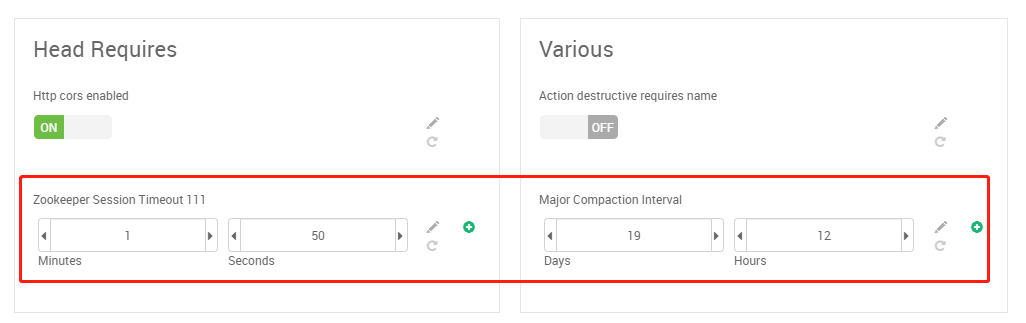 Head Requires
Http cors enabled
ON
Zookeeper Session Timeout 111
1
50
Minutes
Seconds
Various
Action destructive requires name
OFF
Major Compaction Interval
19
12
Days
Hours